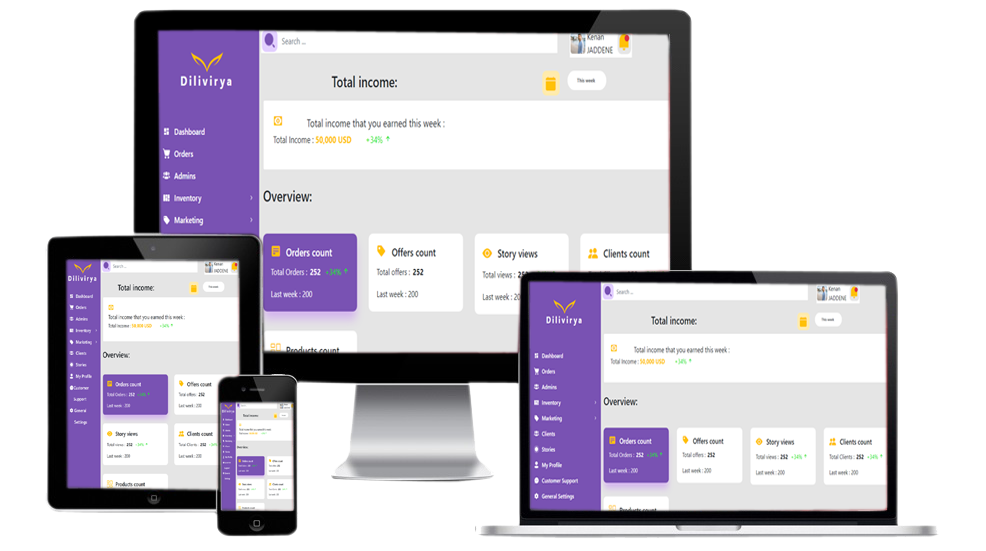 Dilivirya
Dashboard
Orders
Admins
Inventory
Marketing
Search ...
Kenan
JADDENE
Total income:
This week
Total income that you earned this week :
Total Income : 50,000 USD +34%
Overview:
Orders count
Total Orders : 252 +34%
Last week : 200
Offers count
Total offers : 252
Last week : 200
Story views
Total views : 252
Last week : 200
Clients count
Total Clients :
Last week : 200
Products count
Dilivirya
Dashboard
Orders
Admins
Inventory
Marketing
Clients
Stories
My Profile
Customer
Support
General
Settings
Search ...
Kenan
JADDENE
Total income:
This week
Total income that you earned this week :
Total Income : 50,000 USD +34%
Overview:
Orders count
Total Orders : 252 +34%
Last week : 200
Offers count
Total offers : 252
Last week : 200
Story views
Total views : 252 +34%
Last week : 200
Clients count
Total Clients : 252
Last week : 200
Products count
Dilivirya
Total income:
Dilivirya
Dashboard
Orders
Admins
Inventory
Marketing
Clients
Stories
My Profile
Customer Support
General Settings
Search ...
Kenan
JADDENE
Total income:
This week
Total income that you earned this week :
Total Income : 50,000 USD +34%
Overview:
Orders count
Total Orders : 252 +34%
Last week : 200
Offers count
Total offers : 252
Last week : 200
Story views
Total views : 252 +34%
Last week : 200
Clients count
Total Clients : 252 +34%
Last week : 200
Products count